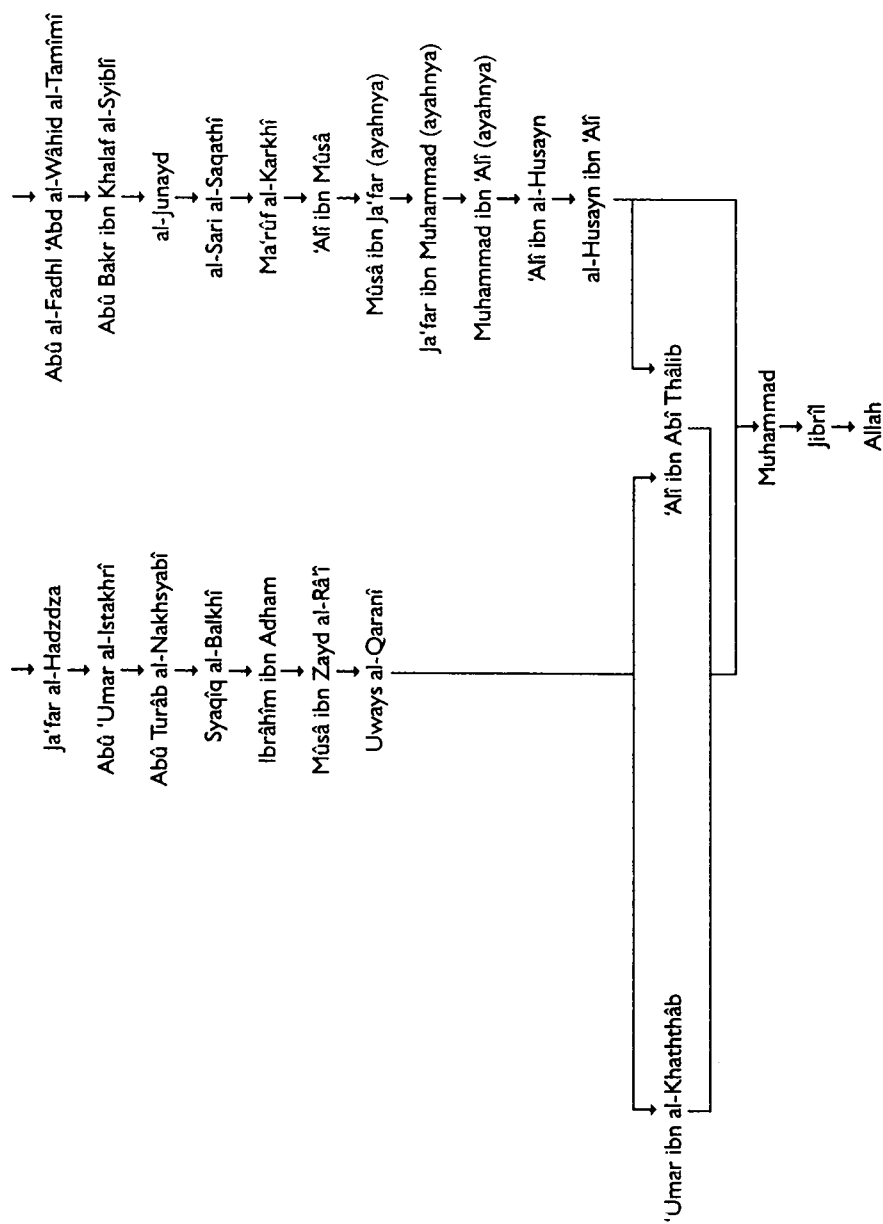 Abû al-Fadhl 'Abd al-Wâhid al-Tamîmî
Abû Bakr ibn Khalaf al-Syiblî
al-Junayd
al-Sari al-Saqathî
Ma'rûf al-Karkhî
'Alî ibn Mûsâ
Mûsâ ibn Ja'far (ayahnya)
Ja'far ibn Muhammad (ayahnya)
Muhammad ibn 'Alî (ayahnya)
'Alî ibn al-Husayn
al-Husayn ibn 'Alî
Ja'far al-Hadzdza
Abû 'Umar al-Istakhrî
Abû Turâb al-Nakhsyabî
Syaqîq al-Balkhî
Ibrâhîm ibn Adham
Mûsâ ibn Zayd al-Râ'î
Uways al-Qaranî
'Umar ibn al-Khaththâb
'Alî ibn Abî Thâlib
Muhammad
Jibrîl
Allah